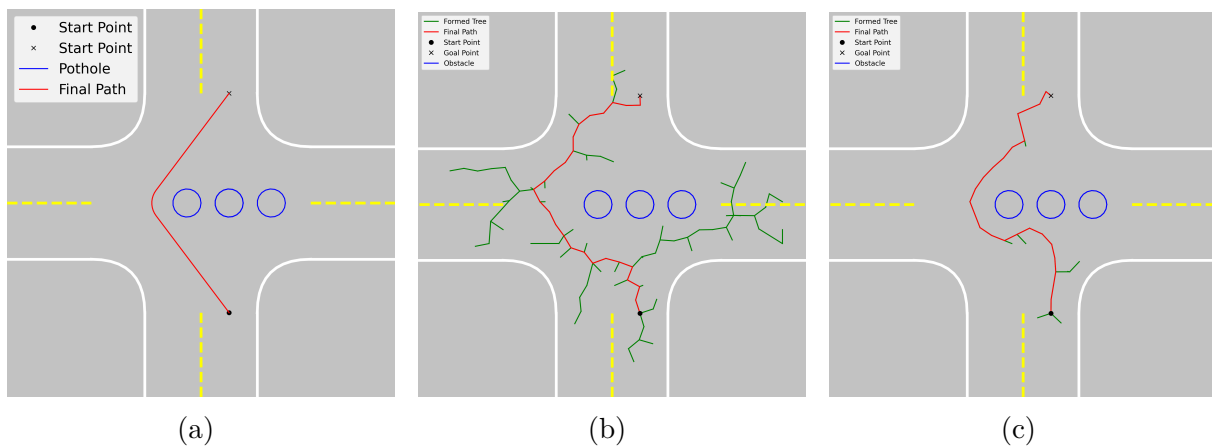 Start Point
Start Point
Pothole
Final Path
Formed Tree
Final Path
Start Point
Goal Point
Obstacle
Formed Tree
Final Path
Start Point
Goal Point
Obstacle
(a)
(b)
(c)